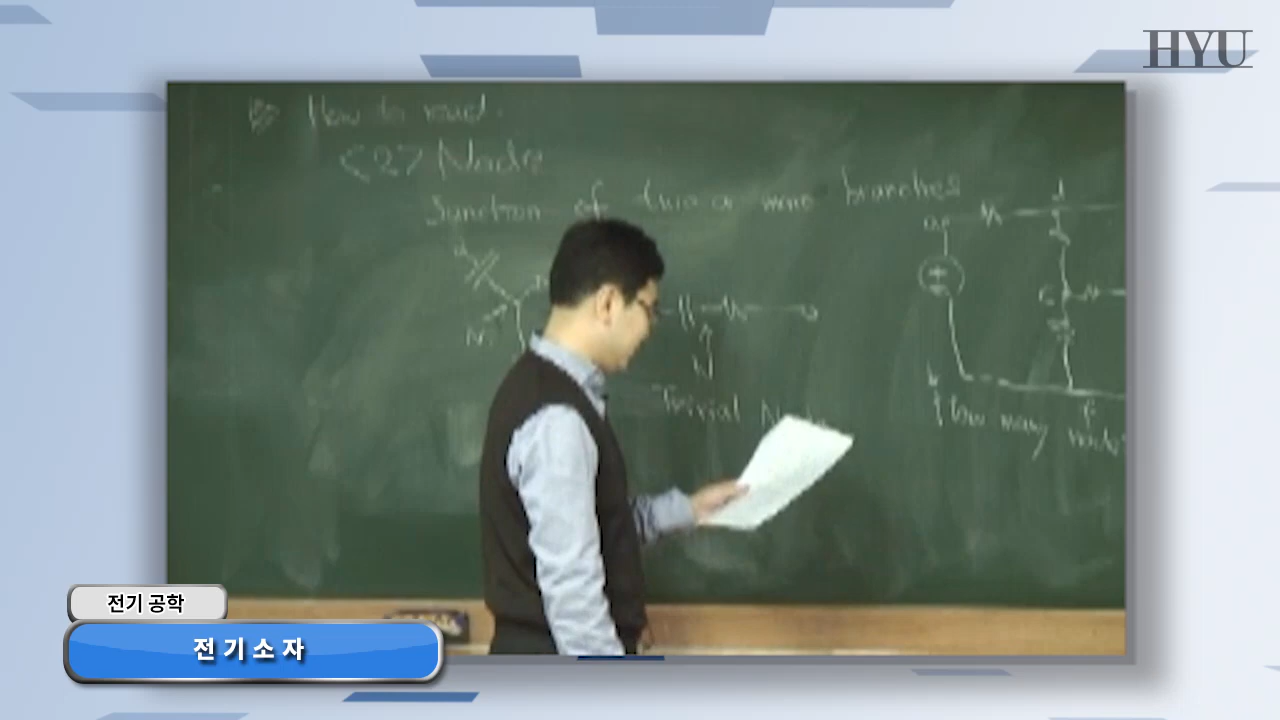 HYU
How to read.
<2> Node
Junction of two or more branches
a
d
c
N
N
Trivial Node
f
How many node
전기 공학
전기소자